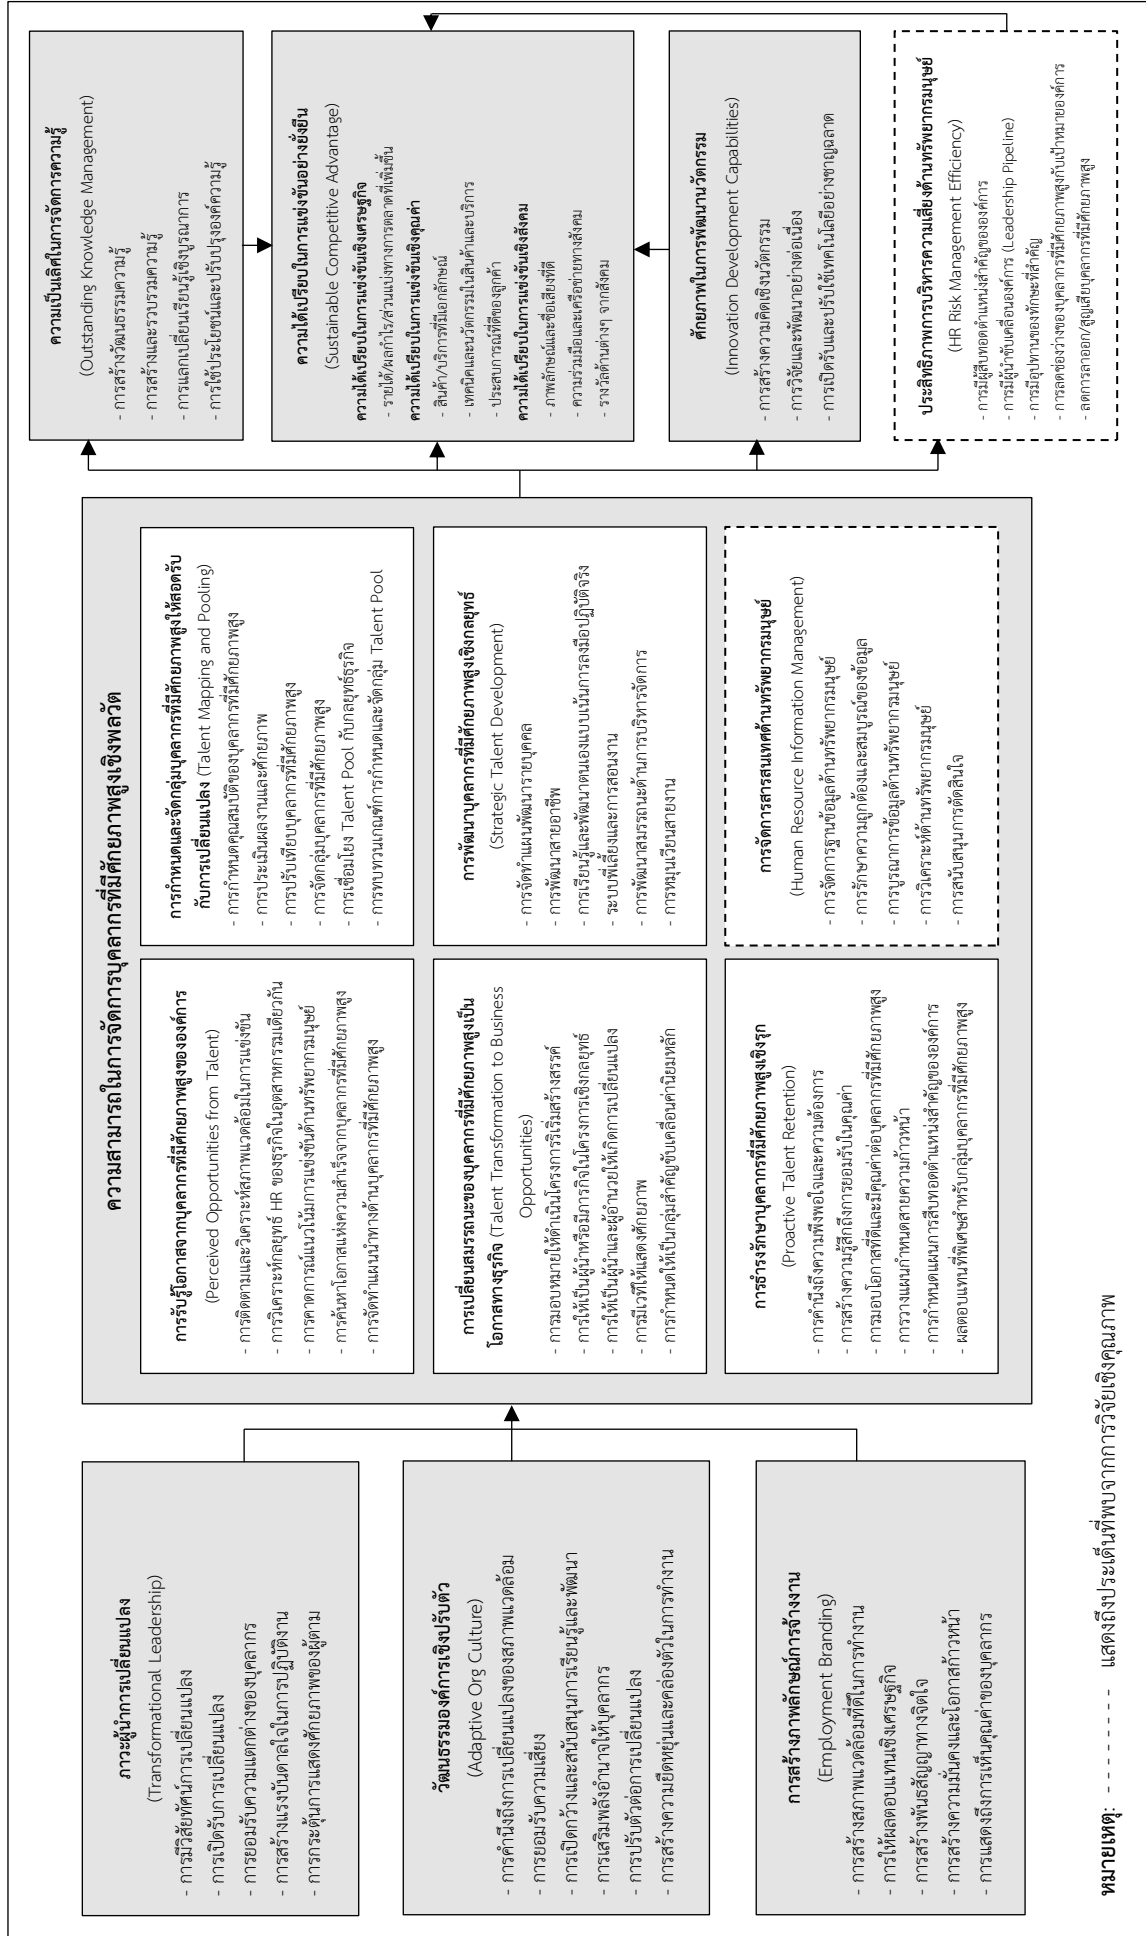 ภาวะผู้นำการเปลี่ยนแปลง
(Transformational Leadership)
- การมีวิสัยทัศน์การเปลี่ยนแปลง
- การเปิดรับการเปลี่ยนแปลง
- การยอมรับความแตกต่างของบุคลากร
- การสร้างแรงบันดาลใจในการปฏิบัติงาน
- การกระตุ้นการแสดงศักยภาพของผู้ตาม
วัฒนธรรมองค์การเชิงปรับตัว
(Adaptive Org Culture)
- การคำนึงถึงการเปลี่ยนแปลงของสภาพแวดล้อม
- การยอมรับความเสี่ยง
- การเปิดกว้างและสนับสนุนการเรียนรู้และพัฒนา
- การเสริมพลังอำนาจให้บุคลากร
- การปรับตัวต่อการเปลี่ยนแปลง
- การสร้างความยืดหยุ่นและคล่องตัวในการทำงาน
การสร้างภาพลักษณ์การจ้างงาน
(Employment Branding)
- การสร้างสภาพแวดล้อมที่ดีในการทำงาน
- การให้ผลตอบแทนเชิงเศรษฐกิจ
- การสร้างพันธสัญญาทางจิตใจ
- การสร้างความมั่นคงและโอกาสก้าวหน้า
- การแสดงถึงการเห็นคุณค่าของบุคลากร
ความสามารถในการจัดการบุคลากรที่มีศักยภาพสูงเชิงพลวัต
การรับรู้โอกาสจากบุคลากรที่มีศักยภาพสูงขององค์การ
(Perceived Opportunities from Talent)
- การติดตามและวิเคราะห์สภาพแวดล้อมในการแข่งขัน
- การวิเคราะห์กลยุทธ์ HR ของธุรกิจในอุตสาหกรรมเดียวกัน
- การคาดการณ์แนวโน้มการแข่งขันด้านทรัพยากรมนุษย์
- การค้นหาโอกาสแห่งความสำเร็จจากบุคลากรที่มีศักยภาพสูง
- การจัดทำแผนนำทางด้านบุคลากรที่มีศักยภาพสูง
การกำหนดและจัดกลุ่มบุคลากรที่มีศักยภาพสูงให้สอดรับ
กับการเปลี่ยนแปลง (Talent Mapping and Pooling)
- การกำหนดคุณสมบัติของบุคลากรที่มีศักยภาพสูง
- การประเมินผลงานและศักยภาพ
- การปรับเทียบบุคลากรที่มีศักยภาพสูง
- การจัดกลุ่มบุคลากรที่มีศักยภาพสูง
- การเชื่อมโยง Talent Pool กับกลยุทธ์ธุรกิจ
- การทบทวนเกณฑ์การกำหนดและจัดกลุ่ม Talent Pool
การเปลี่ยนสมรรถนะของบุคลากรที่มีศักยภาพสูงเป็น
โอกาสทางธุรกิจ (Talent Transformation to Business
Opportunities)
- การมอบหมายให้ดำเนินโครงการริเริ่มสร้างสรรค์
- การให้เป็นผู้นำหรือมีภารกิจในโครงการเชิงกลยุทธ์
- การให้เป็นผู้นำและผู้อำนวยให้เกิดการเปลี่ยนแปลง
- การมีเวทีให้แสดงศักยภาพ
- การกำหนดให้เป็นกลุ่มสำคัญขับเคลื่อนค่านิยมหลัก
การพัฒนาบุคลากรที่มีศักยภาพสูงเชิงกลยุทธ์
(Strategic Talent Development)
- การจัดทำแผนพัฒนารายบุคคล
- การพัฒนาสายอาชีพ
- การเรียนรู้และพัฒนาตนเองแบบเน้นการลงมือปฏิบัติจริง
- ระบบพี่เลี้ยงและการสอนงาน
- การพัฒนาสมรรถนะด้านการบริหารจัดการ
- การหมุนเวียนสายงาน
การธำรงรักษาบุคลากรที่มีศักยภาพสูงเชิงรุก
(Proactive Talent Retention)
- การคำนึงถึงความพึงพอใจและความต้องการ
- การสร้างความรู้สึกถึงการยอมรับในคุณค่า
- การมอบโอกาสที่ดีและมีคุณค่าต่อบุคลากรที่มีศักยภาพสูง
- การวางแผนกำหนดสายความก้าวหน้า
- การกำหนดแผนการสืบทอดตำแหน่งสำคัญขององค์การ
- ผลตอบแทนที่พิเศษสำหรับกลุ่มบุคลากรที่มีศักยภาพสูง
การจัดการสารสนเทศด้านทรัพยากรมนุษย์
(Human Resource Information Management)
- การจัดการฐานข้อมูลด้านทรัพยากรมนุษย์
- การรักษาความถูกต้องและสมบูรณ์ของข้อมูล
- การบูรณาการข้อมูลด้านทรัพยากรมนุษย์
- การวิเคราะห์ด้านทรัพยากรมนุษย์
- การสนับสนุนการตัดสินใจ
ความเป็นเลิศในการจัดการความรู้
(Outstanding Knowledge Management)
- การสร้างวัฒนธรรมความรู้
- การสร้างและรวบรวมความรู้
- การแลกเปลี่ยนเรียนรู้เชิงบูรณาการ
- การใช้ประโยชน์และปรับปรุงองค์ความรู้
ความได้เปรียบในการแข่งขันอย่างยั่งยืน
(Sustainable Competitive Advantage)
ความได้เปรียบในการแข่งขันเชิงเศรษฐกิจ
- รายได้/ผลกำไร/ส่วนแบ่งทางการตลาดที่เพิ่มขึ้น
ความได้เปรียบในการแข่งขันเชิงคุณค่า
- สินค้า/บริการที่มีเอกลักษณ์
- เทคนิคและนวัตกรรมในสินค้าและบริการ
- ประสบการณ์ที่ดีของลูกค้า
ความได้เปรียบในการแข่งขันเชิงสังคม
- ภาพลักษณ์และชื่อเสียงที่ดี
- ความร่วมมือและเครือข่ายทางสังคม
- รางวัลด้านต่างๆ จากสังคม
ศักยภาพในการพัฒนานวัตกรรม
(Innovation Development Capabilities)
- การสร้างความคิดเชิงนวัตกรรม
- การวิจัยและพัฒนาอย่างต่อเนื่อง
- การเปิดรับและปรับใช้เทคโนโลยีอย่างชาญฉลาด
ประสิทธิภาพการบริหารความเสี่ยงด้านทรัพยากรมนุษย์
(HR Risk Management Efficiency)
- การมีผู้สืบทอดตำแหน่งสำคัญขององค์การ
- การมีผู้นำขับเคลื่อนองค์การ (Leadership Pipeline)
- การมีอุปทานของทักษะที่สำคัญ
- การลดช่องว่างของบุคลากรที่มีศักยภาพสูงกับเป้าหมายองค์การ
- ลดการลาออก/สูญเสียบุคลากรที่มีศักยภาพสูง
หมายเหตุ: - - - - - - - - - แสดงถึงประเด็นที่พบจากการวิจัยเชิงคุณภาพ